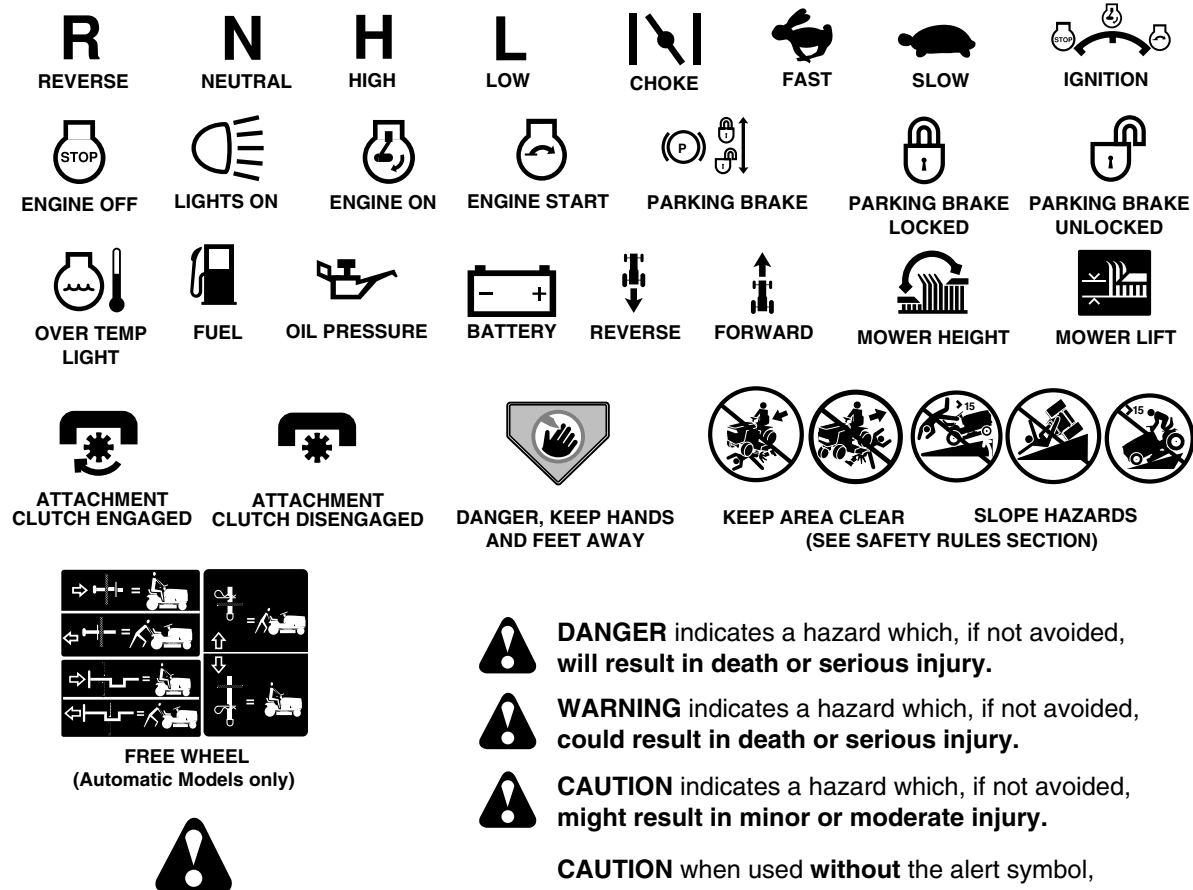 R N H L
REVERSE NEUTRAL HIGH LOW CHOKE FAST SLOW IGNITION
STOP
STOP
P
ENGINE OFF LIGHTS ON ENGINE ON ENGINE START PARKING BRAKE PARKING BRAKE LOCKED PARKING BRAKE UNLOCKED
OVER TEMP LIGHT FUEL OIL PRESSURE BATTERY REVERSE FORWARD MOWER HEIGHT MOWER LIFT
>15
>15
ATTACHMENT
CLUTCH ENGAGED
ATTACHMENT
CLUTCH DISENGAGED
DANGER, KEEP HANDS
AND FEET AWAY
KEEP AREA CLEAR SLOPE HAZARDS
(SEE SAFETY RULES SECTION)
FREE WHEEL
(Automatic Models only)
DANGER indicates a hazard which, if not avoided,
will result in death or serious injury.
WARNING indicates a hazard which, if not avoided,
could result in death or serious injury.
CAUTION indicates a hazard which, if not avoided,
might result in minor or moderate injury.
CAUTION when used without the alert symbol,